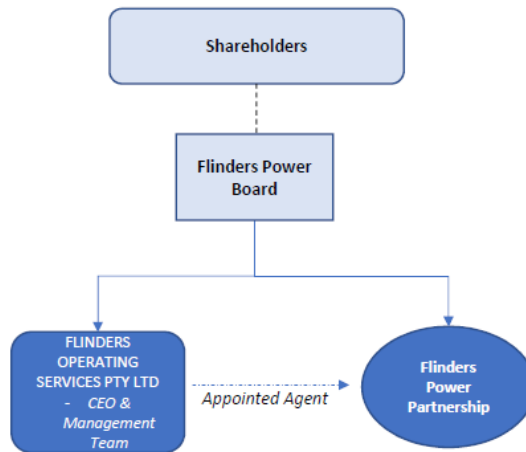 Shareholders
Flinders Power
Board
FLINDERS
OPERATING
SERVICES PTY LTD
- CEO &
Management
Team
Appointed Agent
Flinders
Power
Partnership